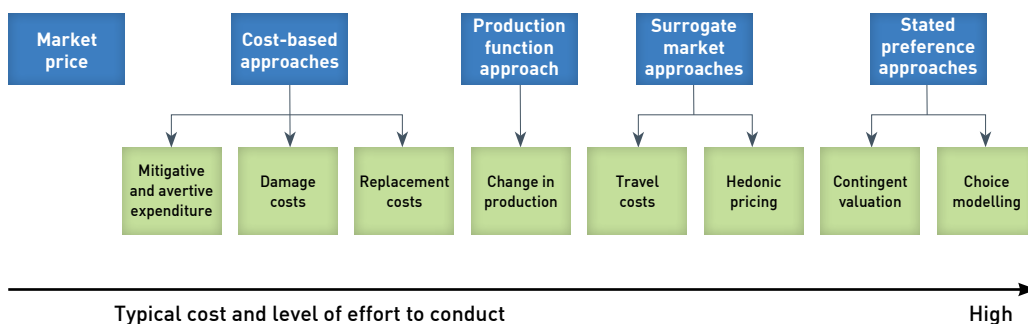 Market
price
Cost-based
approaches
Production
function
approach
Surrogate
market
approaches
Stated
preference
approaches
Mitigative
and avertive
expenditure
Damage
costs
Replacement
costs
Change in
production
Travel
costs
Hedonic
pricing
Contingent
valuation
Choice
modelling
Typical cost and level of effort to conduct
High